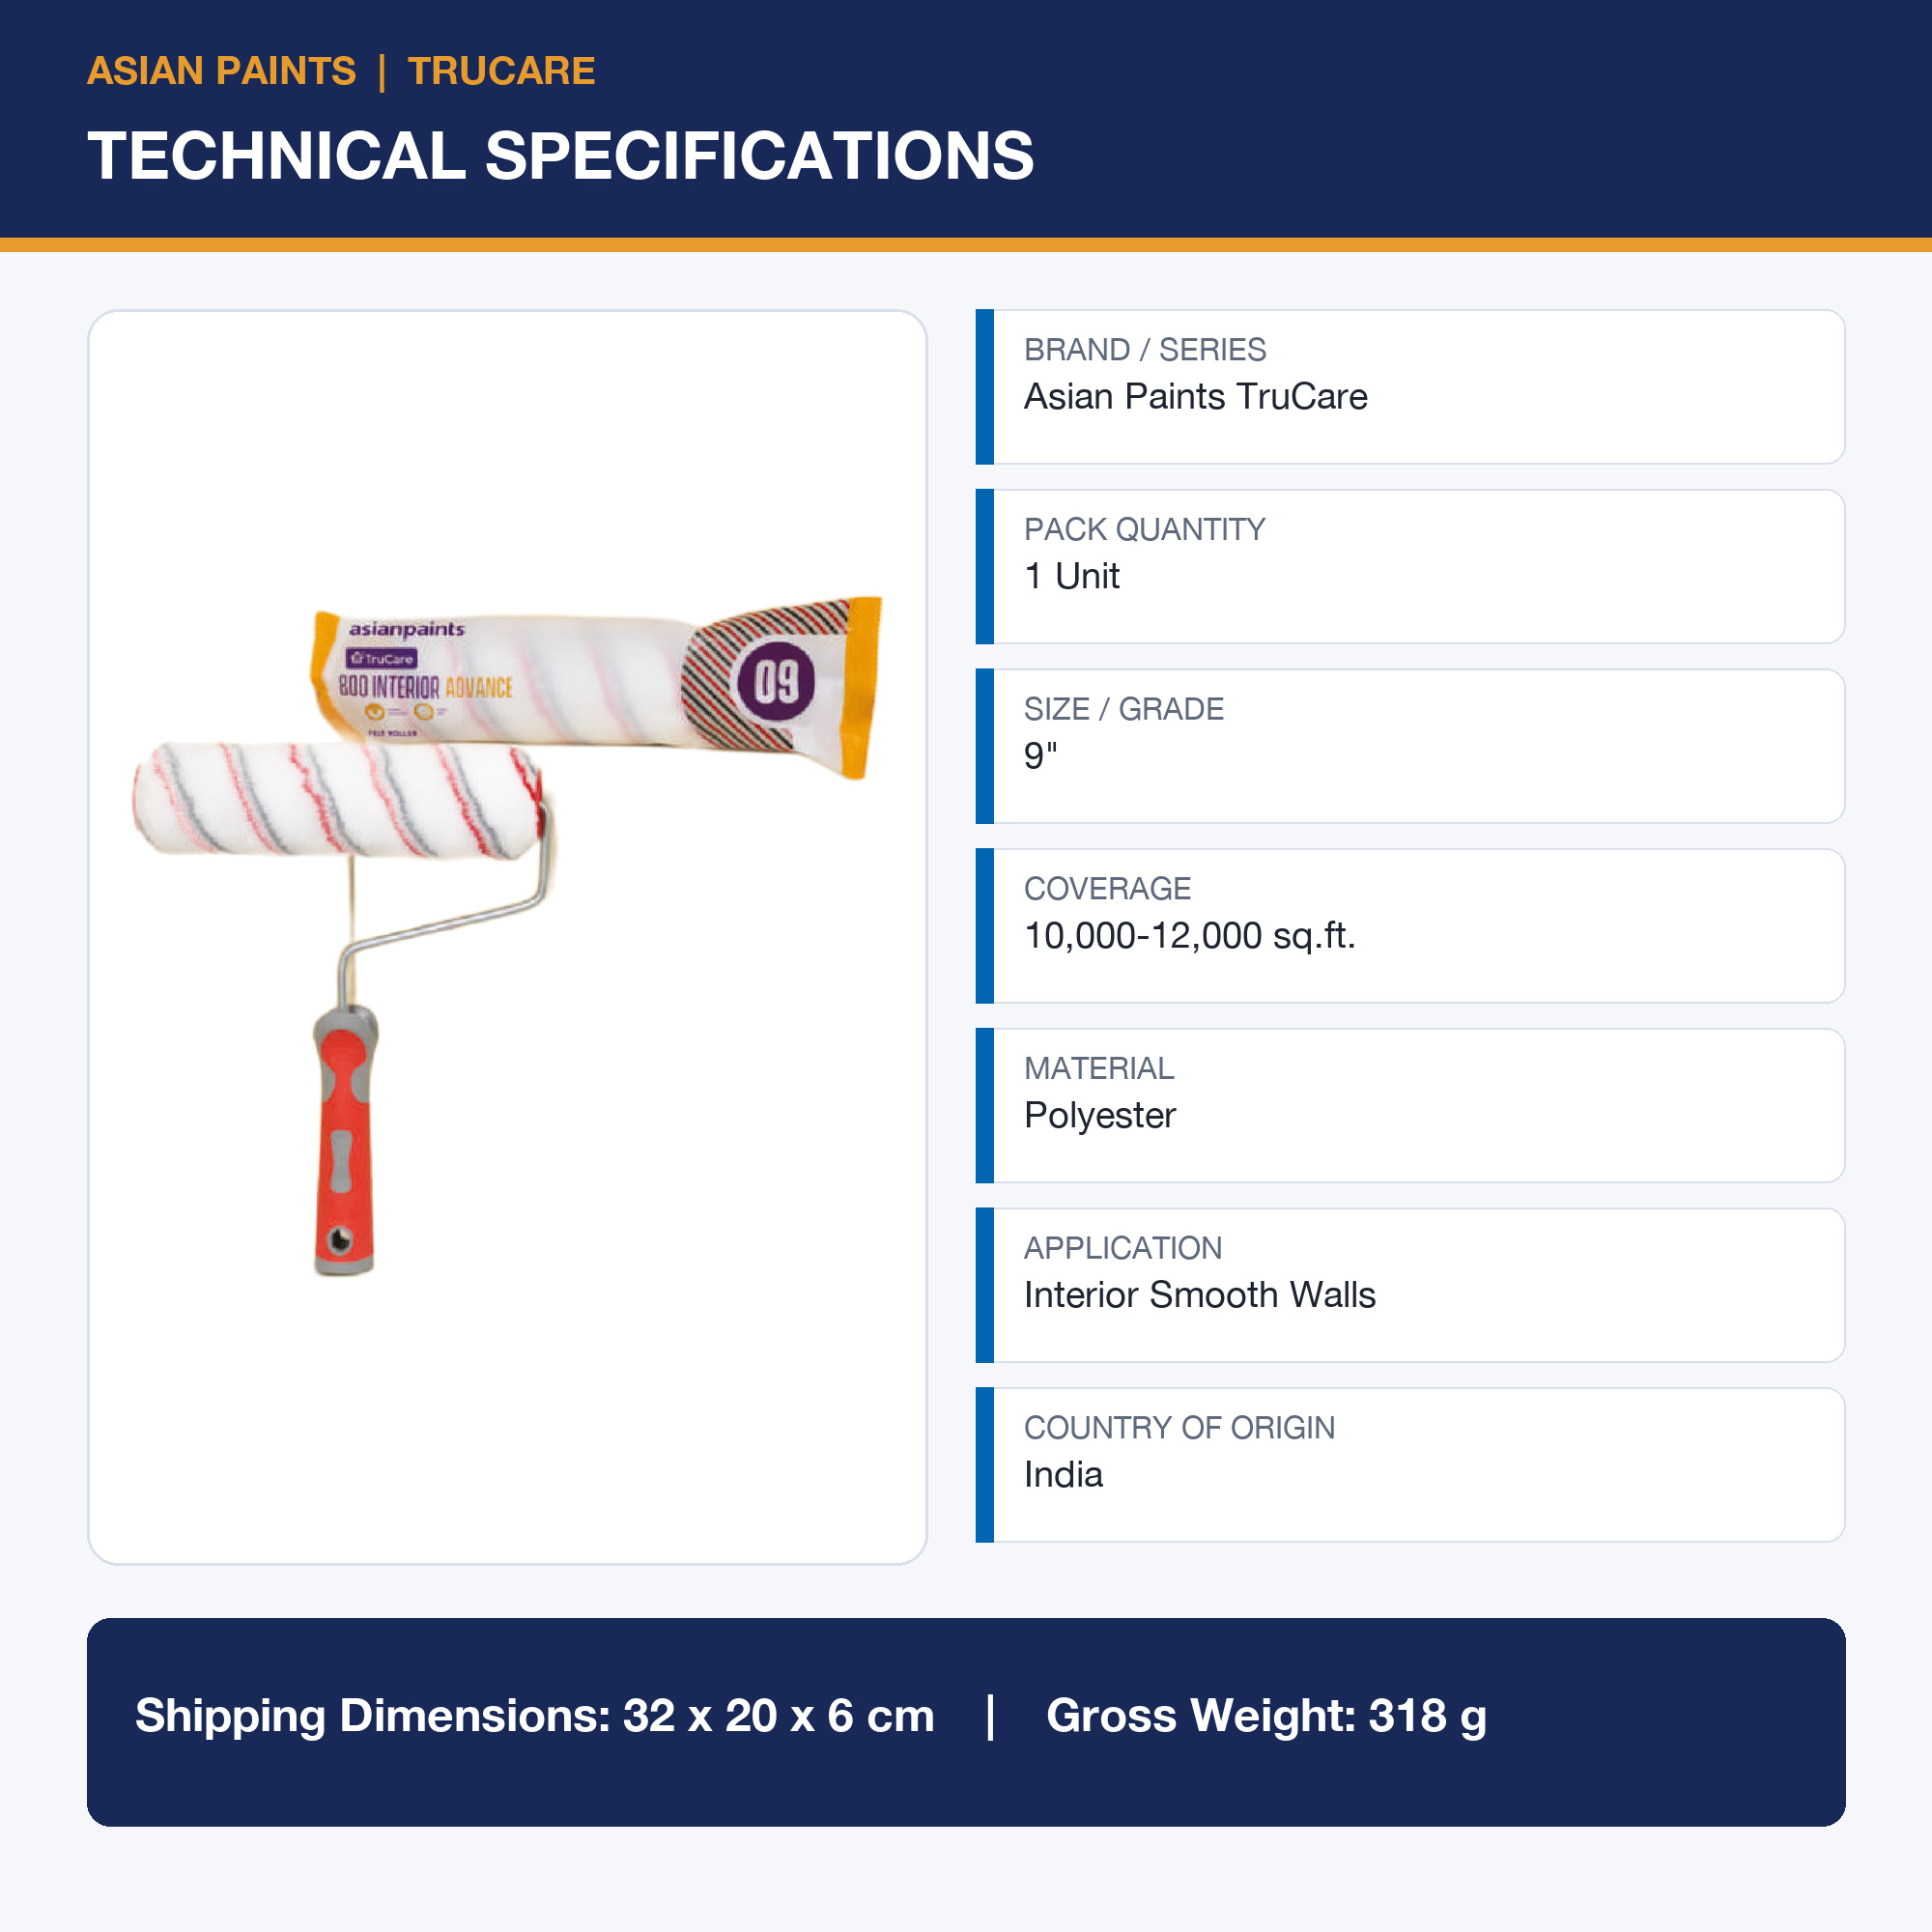 ASIAN PAINTS | TRUCARE
TECHNICAL SPECIFICATIONS
asianpaints
TruCare
800 INTERIOR ADVANCE
FELT ROLLER
09
BRAND / SERIES
Asian Paints TruCare
PACK QUANTITY
1 Unit
SIZE / GRADE
9"
COVERAGE
10,000-12,000 sq.ft.
MATERIAL
Polyester
APPLICATION
Interior Smooth Walls
COUNTRY OF ORIGIN
India
Shipping Dimensions: 32 x 20 x 6 cm | Gross Weight: 318 g